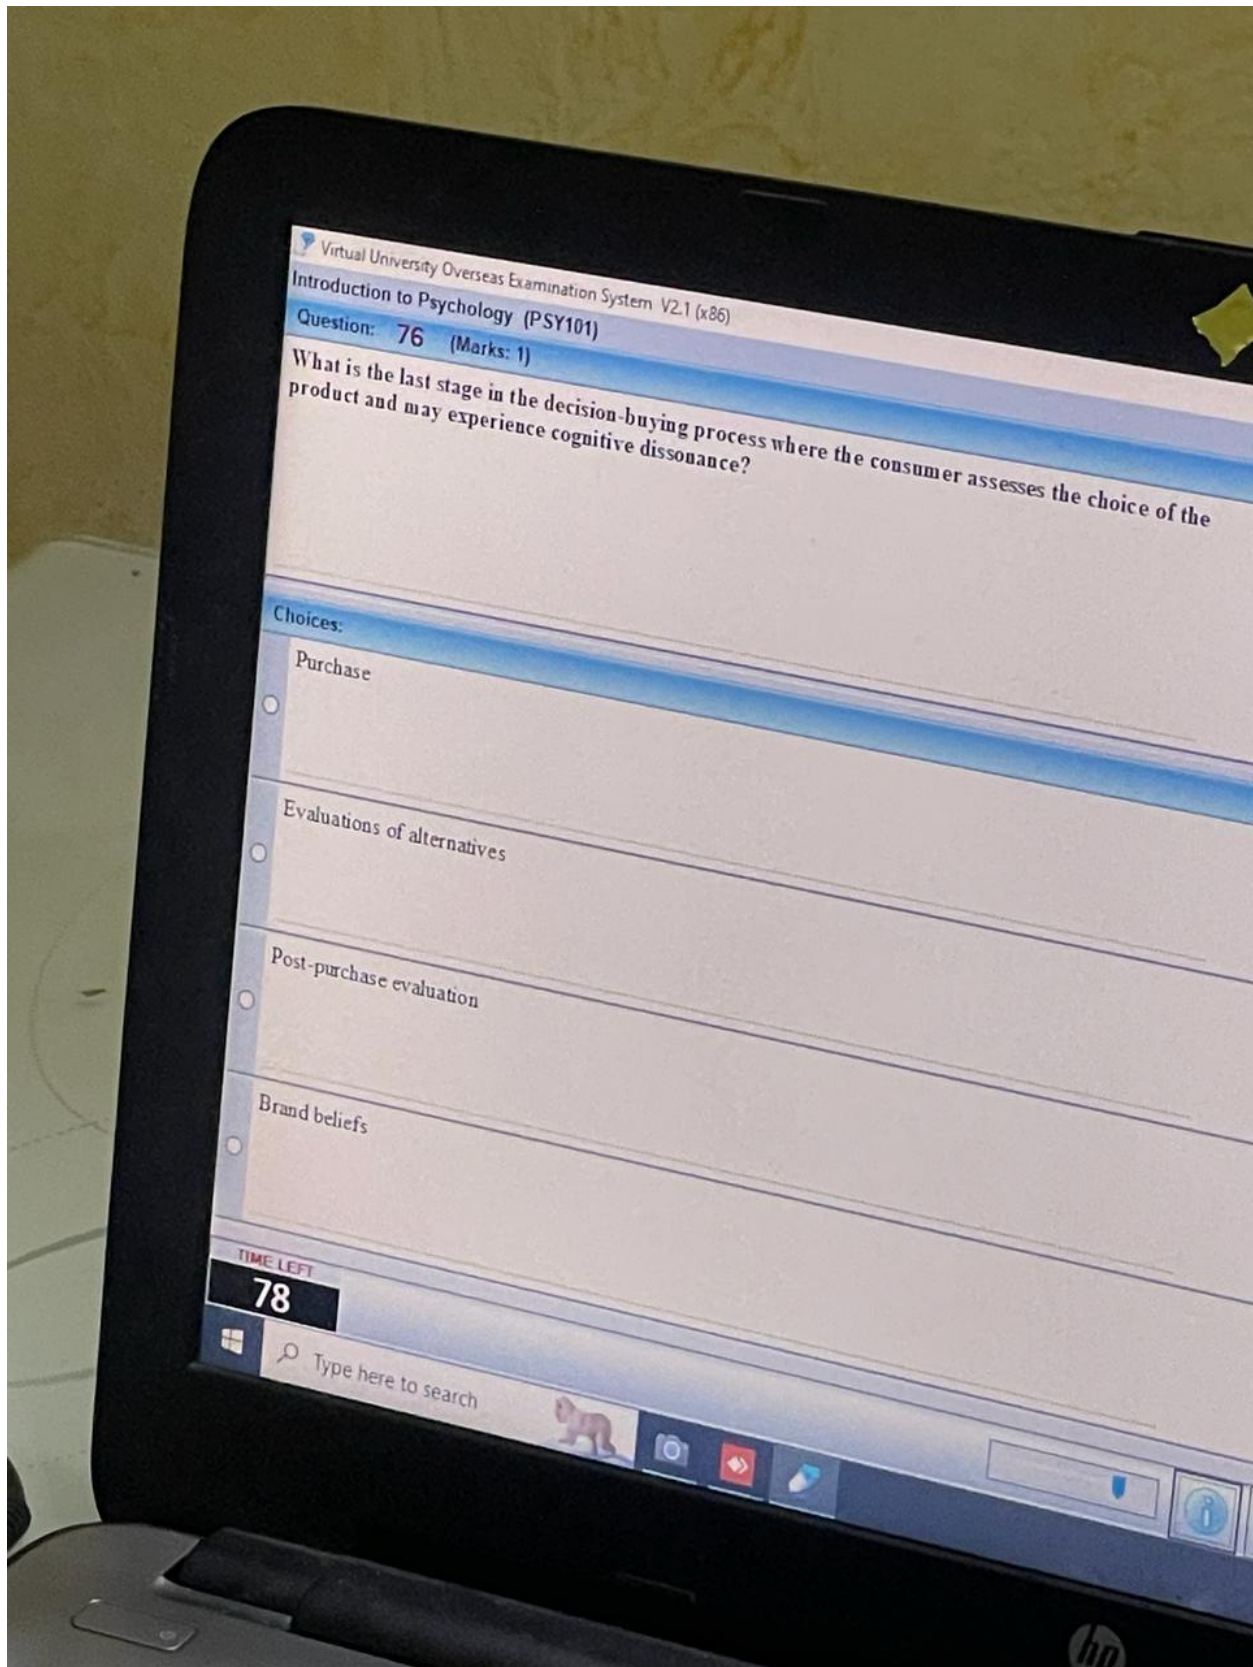 Virtual University Overseas Examination System V2.1 (x86)
Introduction to Psychology (PSY101)
Question: 76 (Marks: 1)
What is the last stage in the decision-buying process where the consumer assesses the choice of the
product and may experience cognitive dissonance?
Choices:
Purchase
Evaluations of alternatives
Post-purchase evaluation
Brand beliefs
TIME LEFT
78
Type here to search
hp